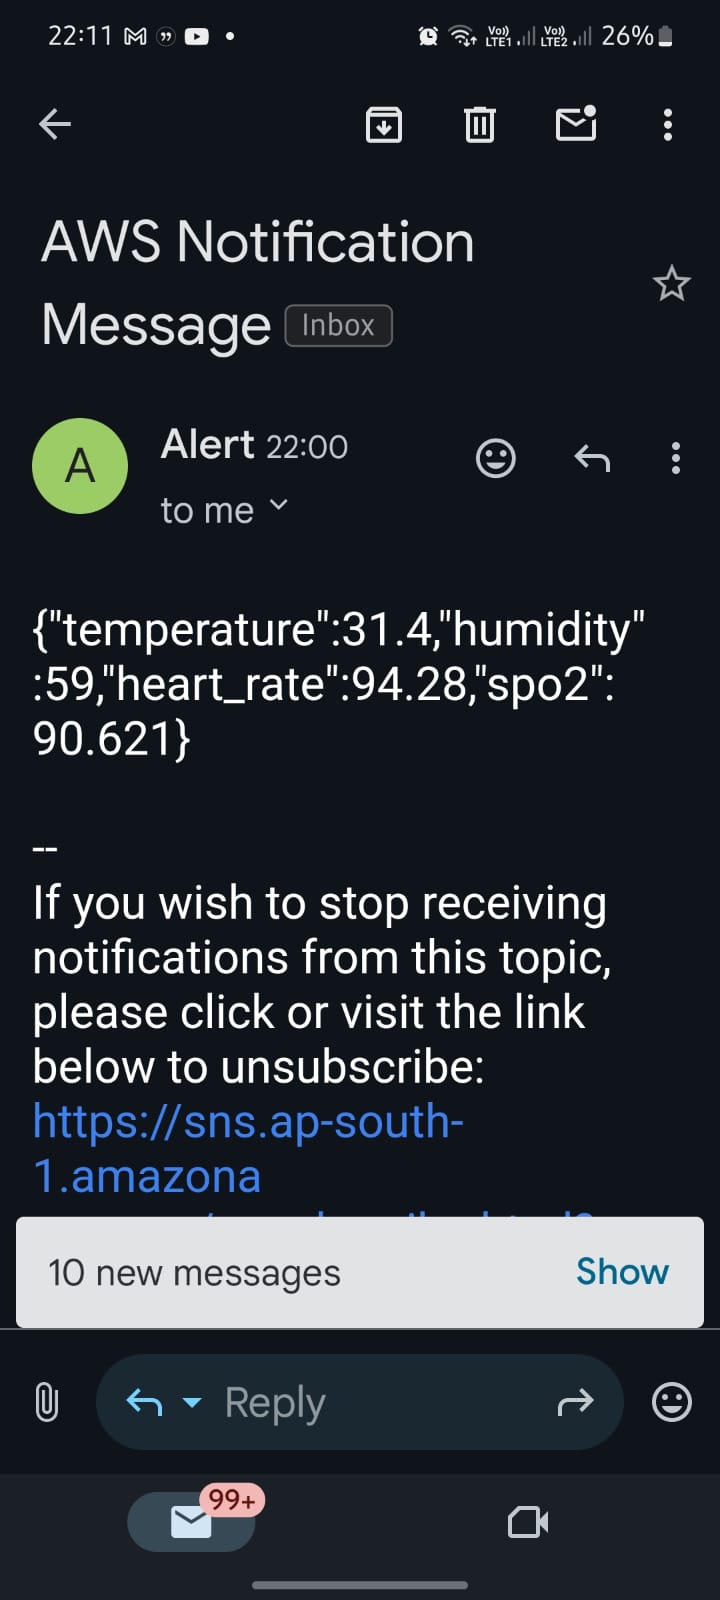 22:11
Vo)) LTE1 Vo)) LTE2 26%
AWS Notification
Message Inbox
A
Alert 22:00
to me
{"temperature":31.4,"humidity"
:59,"heart_rate":94.28,"spo2":
90.621}
--
If you wish to stop receiving
notifications from this topic,
please click or visit the link
below to unsubscribe:
https://sns.ap-south-
1.amazona
10 new messages Show
Reply
99+